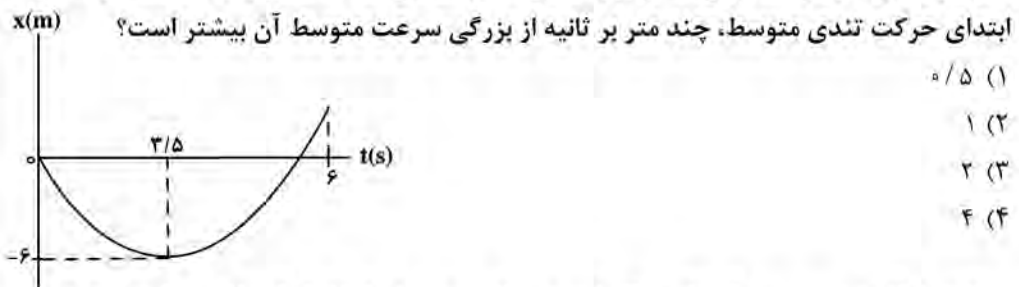 ابتدای حرکت تندی متوسط، چند متر بر ثانیه از بزرگی سرعت متوسط آن بیشتر است؟
۱) ۰/۵
۲) ۱
۳) ۲
۴) ۴
x(m)
۳/۵
۰
t(s)
۶
-۶